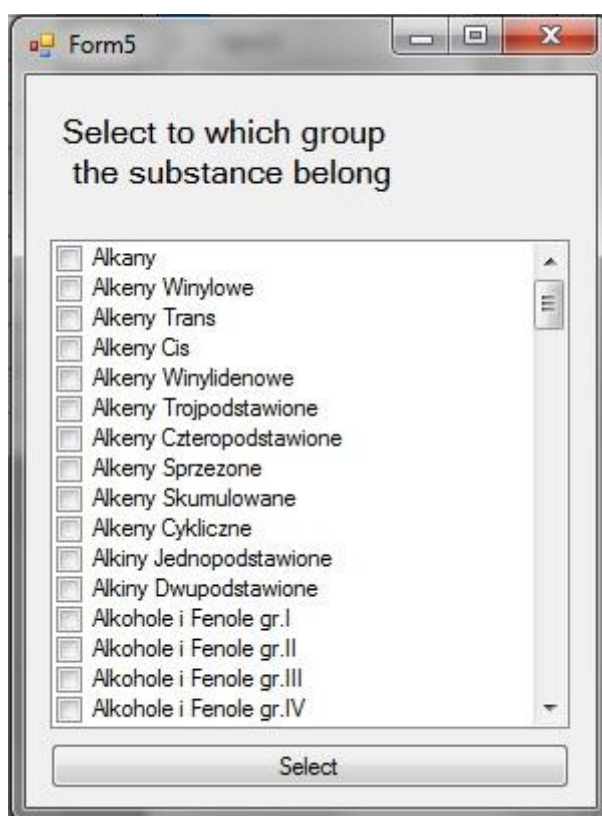 Form5
Select to which group
the substance belong
Alkany
Alkeny Winylowe
Alkeny Trans
Alkeny Cis
Alkeny Winylidenowe
Alkeny Trojpodstawione
Alkeny Czteropodstawione
Alkeny Sprzezone
Alkeny Skumulowane
Alkeny Cykliczne
Alkiny Jednopodstawione
Alkiny Dwupodstawione
Alkohole i Fenole gr.I
Alkohole i Fenole gr.II
Alkohole i Fenole gr.III
Alkohole i Fenole gr.IV
Select